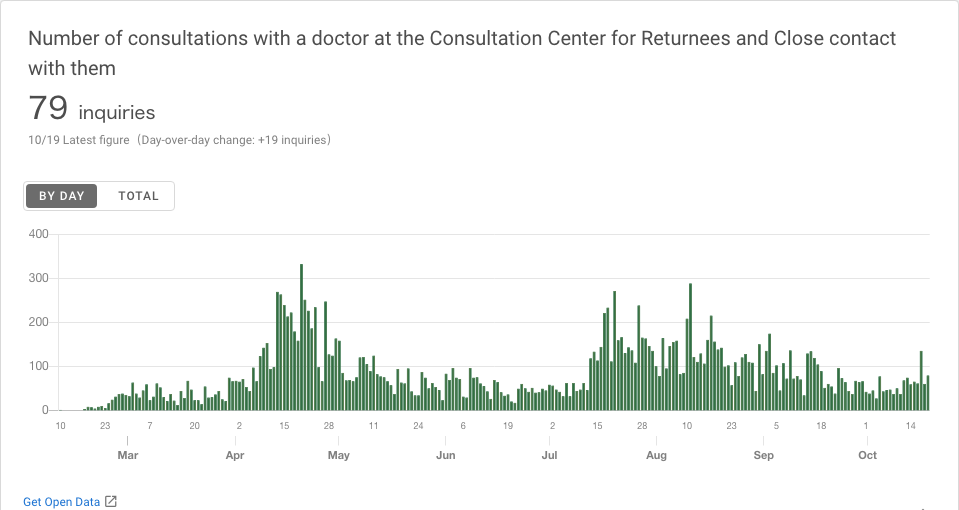 Number of consultations with a doctor at the Consultation Center for Returnees and Close contact
with them
79 inquiries
10/19 Latest figure (Day-over-day change: +19 inquiries)
BY DAY TOTAL
400
300
200
100
0
10 23 7 20 2 15 28 11 24 6 19 2 15 28 10 23 5 18 1 14
Mar Apr May Jun Jul Aug Sep Oct
Get Open Data